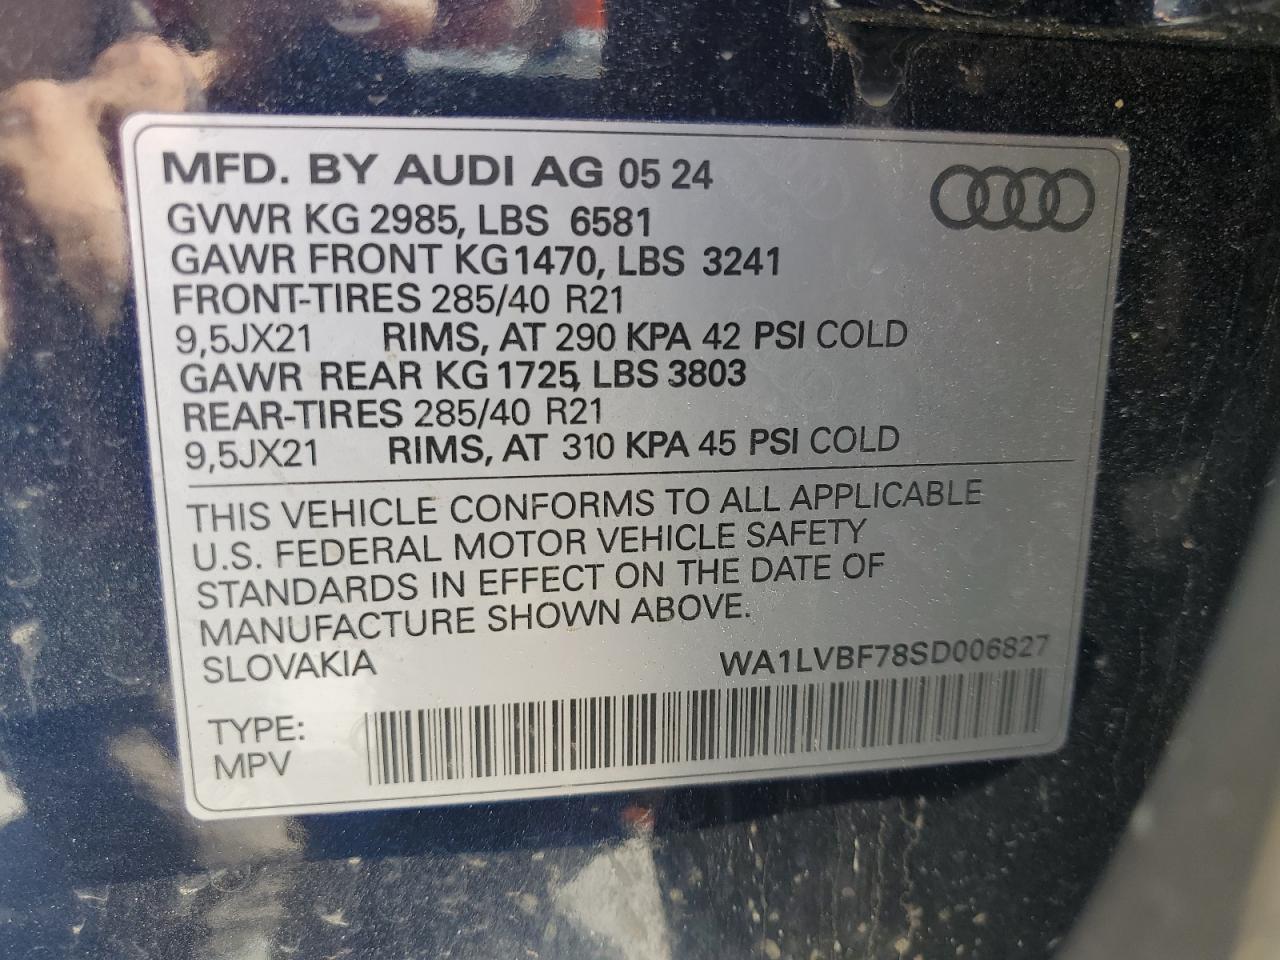 MFD. BY AUDI AG 05 24
GVWR KG 2985, LBS 6581
GAWR FRONT KG 1470, LBS 3241
FRONT-TIRES 285/40 R21
9,5JX21 RIMS, AT 290 KPA 42 PSI COLD
GAWR REAR KG 1725, LBS 3803
REAR-TIRES 285/40 R21
9,5JX21 RIMS, AT 310 KPA 45 PSI COLD
THIS VEHICLE CONFORMS TO ALL APPLICABLE
U.S. FEDERAL MOTOR VEHICLE SAFETY
STANDARDS IN EFFECT ON THE DATE OF
MANUFACTURE SHOWN ABOVE.
SLOVAKIA WA1LVBF78SD006827
TYPE:
MPV